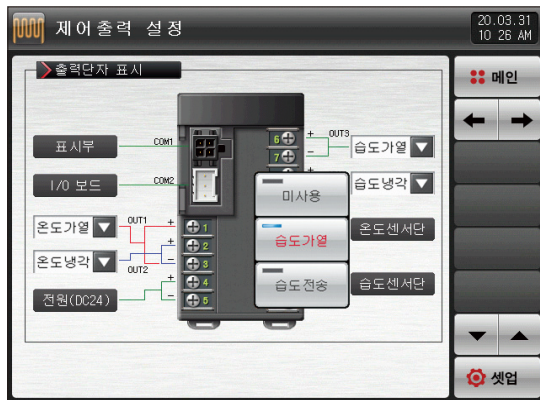 제어출력 설정
20.03.31
10 26 AM
출력단자 표시
메인
표시부
COM1
6
+
OUT3
습도가열
7
-
I/O 보드
COM2
미사용
습도냉각
온도가열
OUT1
+
1
습도가열
온도센서단
-
+
2
온도냉각
OUT2
-
3
전원(DC24)
+
4
습도전송
습도센서단
-
5
셋업